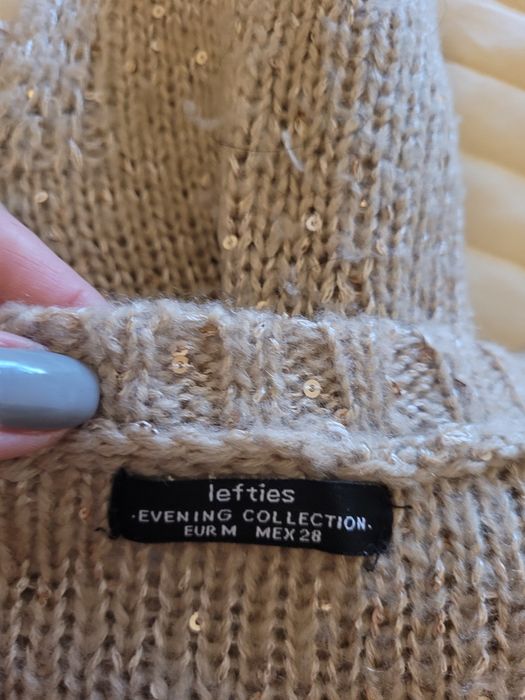 lefties
·EVENING COLLECTION·
EUR M MEX 28